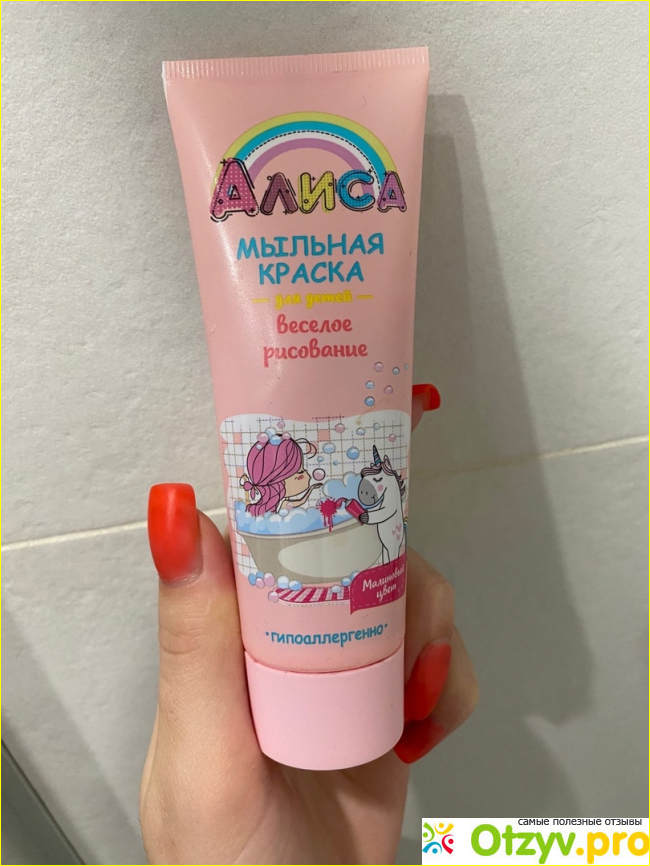 Алиса
МЫЛЬНАЯ
КРАСКА
для детей
веселое
рисование
Малиновый
цвет
•гипоаллергенно•
самые полезные отзывы
Otzyv.pro